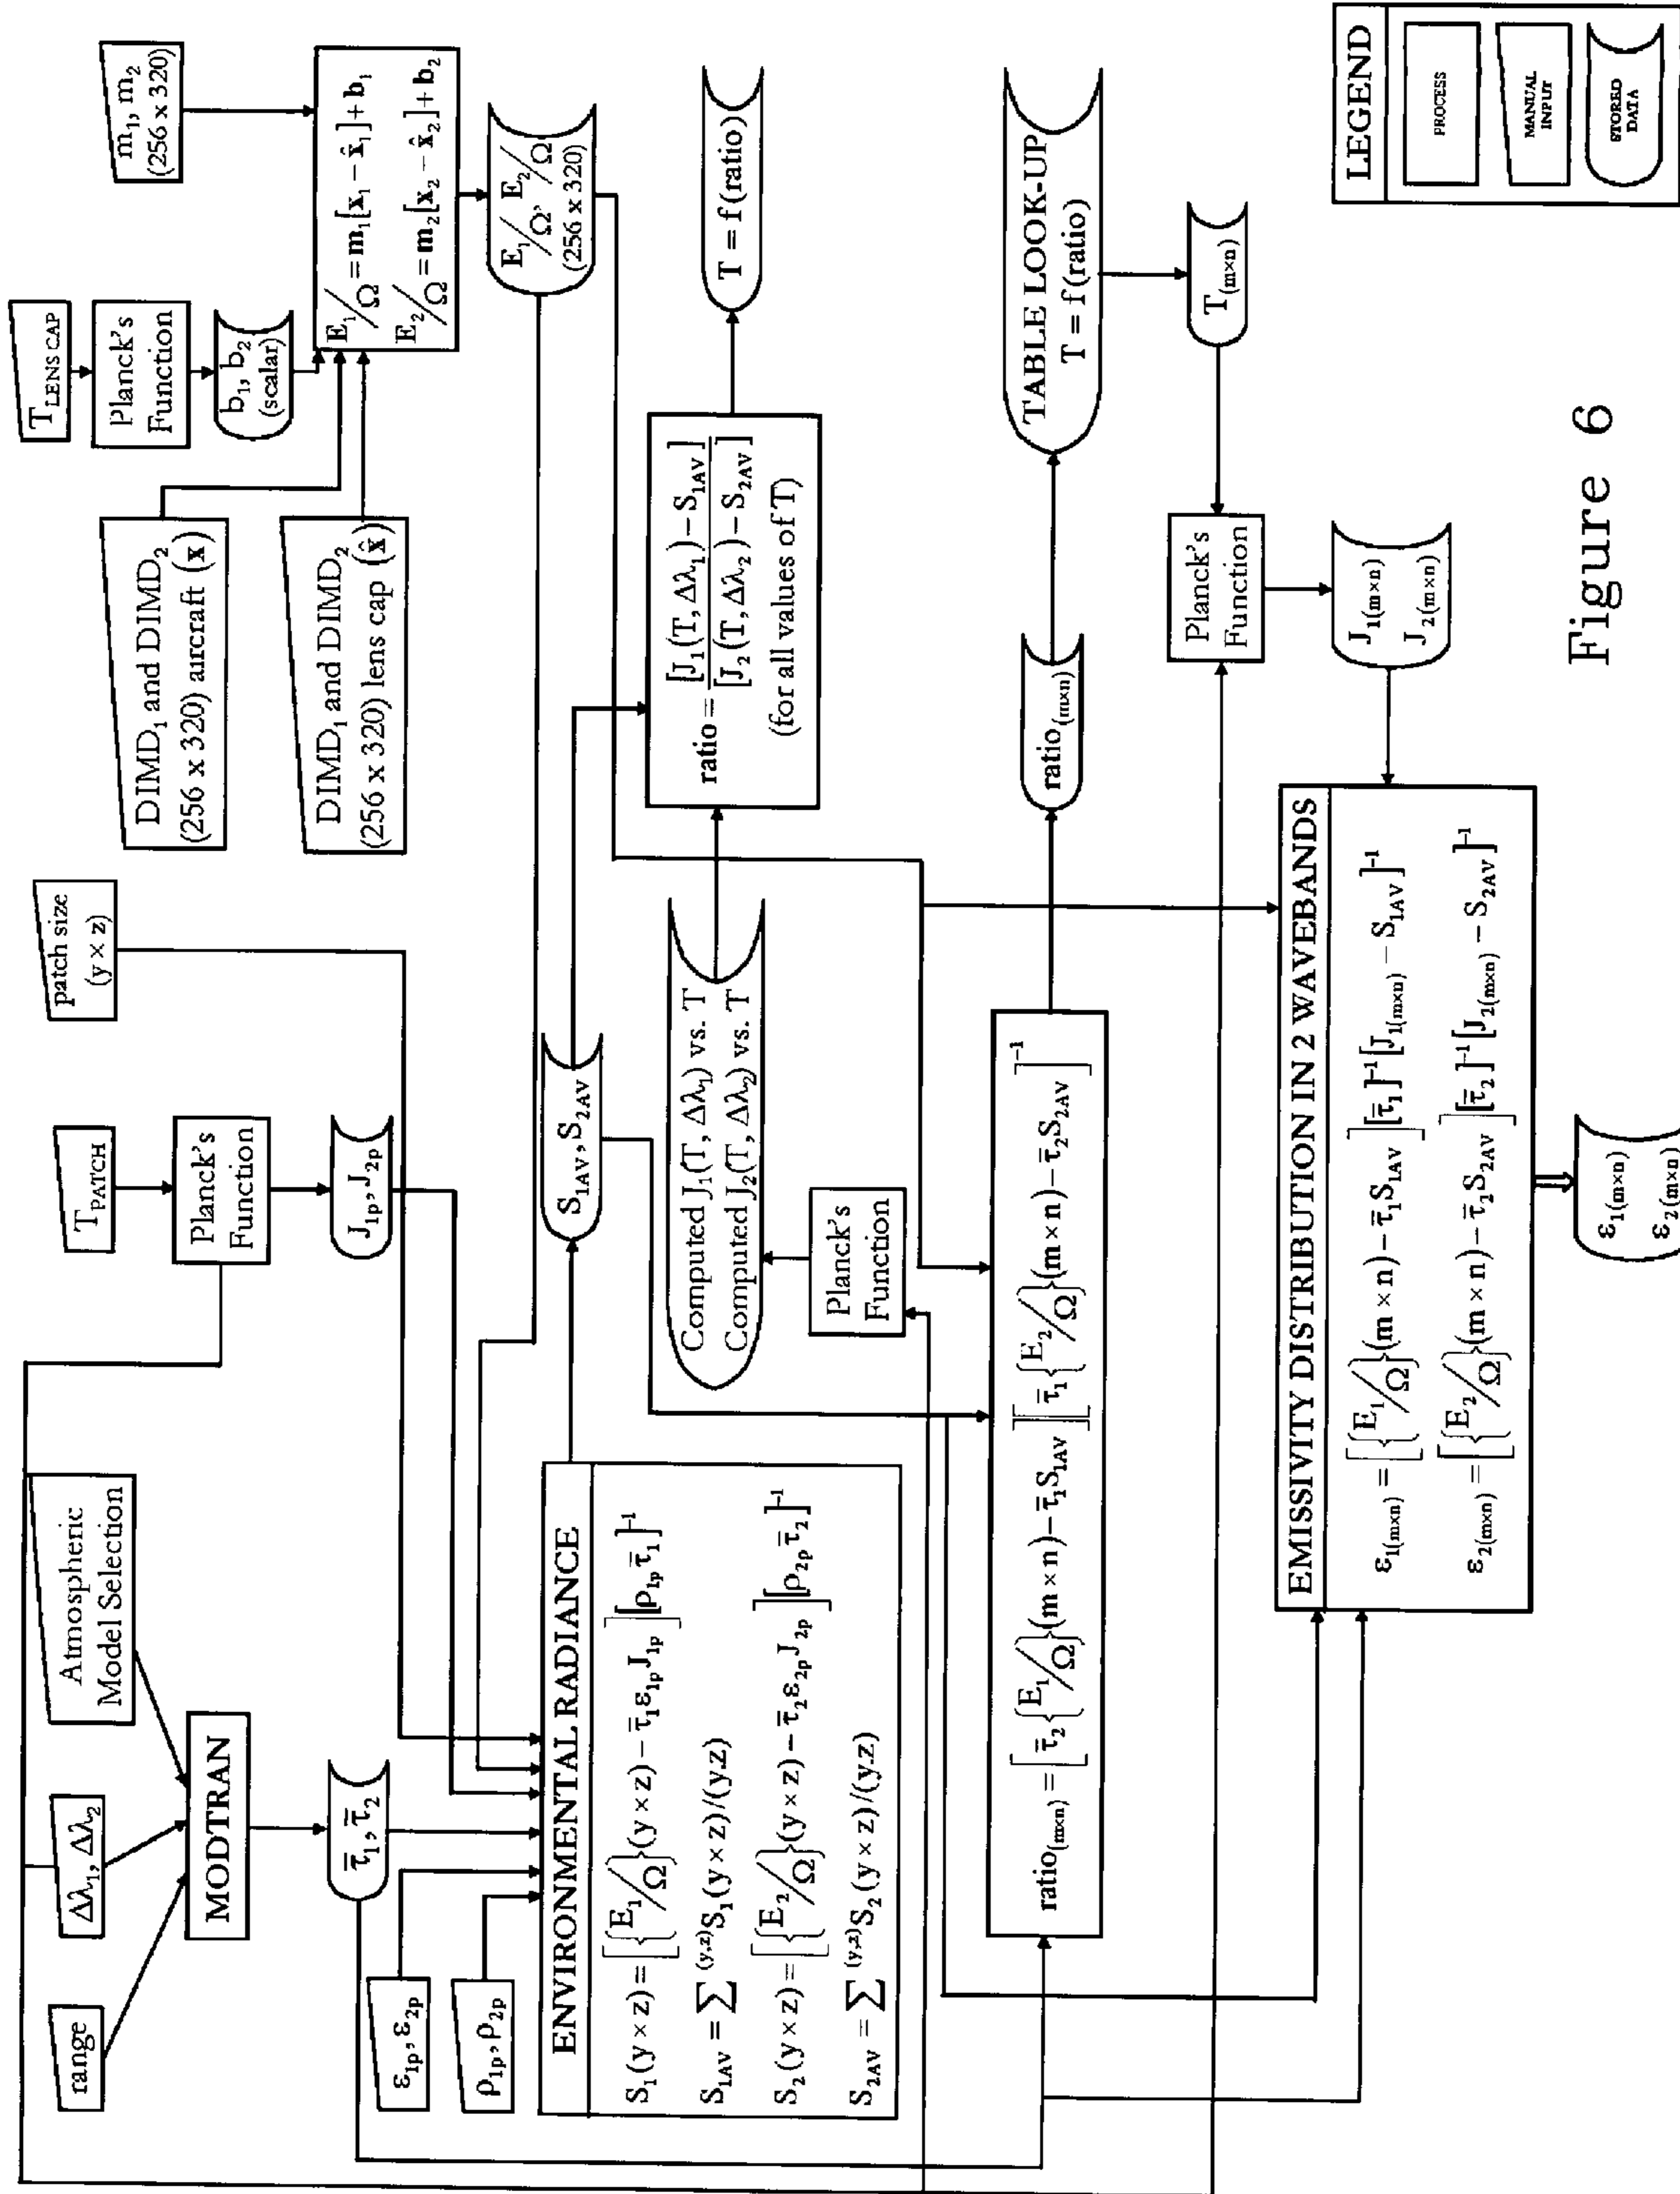 range
Δλ₁, Δλ₂
Atmospheric
Model Selection
MODTRAN
τ̄₁, τ̄₂
ε₁ₚ, ε₂ₚ
ρ₁ₚ, ρ₂ₚ
T_PATCH
Planck's
Function
J₁ₚ, J₂ₚ
patch size
(y × z)
DIMD₁ and DIMD₂
(256 x 320) aurcraft (x)
DIMD₁ and DIMD₂
(256 x 320) lens cap (x̂)
T_LENS CAP
Planck's
Function
b₁, b₂
(scalar)
m₁, m₂
(256 x 320)
E₁/Ω = m₁[x₁ − x̂₁] + b₁
E₂/Ω = m₂[x₂ − x̂₂] + b₂
E₁/Ω, E₂/Ω
(256 x 320)
ENVIRONMENTAL RADIANCE
S₁(y × z) = [{E₁/Ω}(y × z) − τ̄₁ε₁ₚJ₁ₚ][ρ₁ₚτ̄₁]⁻¹
S₁AV = Σ^(y,z) S₁(y × z)/(y.z)
S₂(y × z) = [{E₂/Ω}(y × z) − τ̄₂ε₂ₚJ₂ₚ][ρ₂ₚτ̄₂]⁻¹
S₂AV = Σ^(y,z) S₂(y × z)/(y.z)
S₁AV, S₂AV
Computed J₁(T, Δλ₁) vs. T
Computed J₂(T, Δλ₂) vs. T
Planck's
Function
ratio = [J₁(T, Δλ₁) − S₁AV] / [J₂(T, Δλ₂) − S₂AV]
(for all values of T)
T = f(ratio)
ratio(m×n) = [τ̄₂{E₁/Ω}(m × n) − τ̄₁S₁AV][τ̄₁{E₂/Ω}(m × n) − τ̄₂S₂AV]⁻¹
ratio(m×n)
TABLE LOOK-UP
T = f(ratio)
T(m×n)
Planck's
Function
J₁(m×n)
J₂(m×n)
EMISSIVITY DISTRIBUTION IN 2 WAVEBANDS
ε₁(m×n) = [{E₁/Ω}(m × n) − τ̄₁S₁AV][τ̄₁]⁻¹[J₁(m×n) − S₁AV]⁻¹
ε₂(m×n) = [{E₂/Ω}(m × n) − τ̄₂S₂AV][τ̄₂]⁻¹[J₂(m×n) − S₂AV]⁻¹
ε₁(m×n)
ε₂(m×n)
LEGEND
PROCESS
MANUAL
INPUT
STORED
DATA
Figure 6